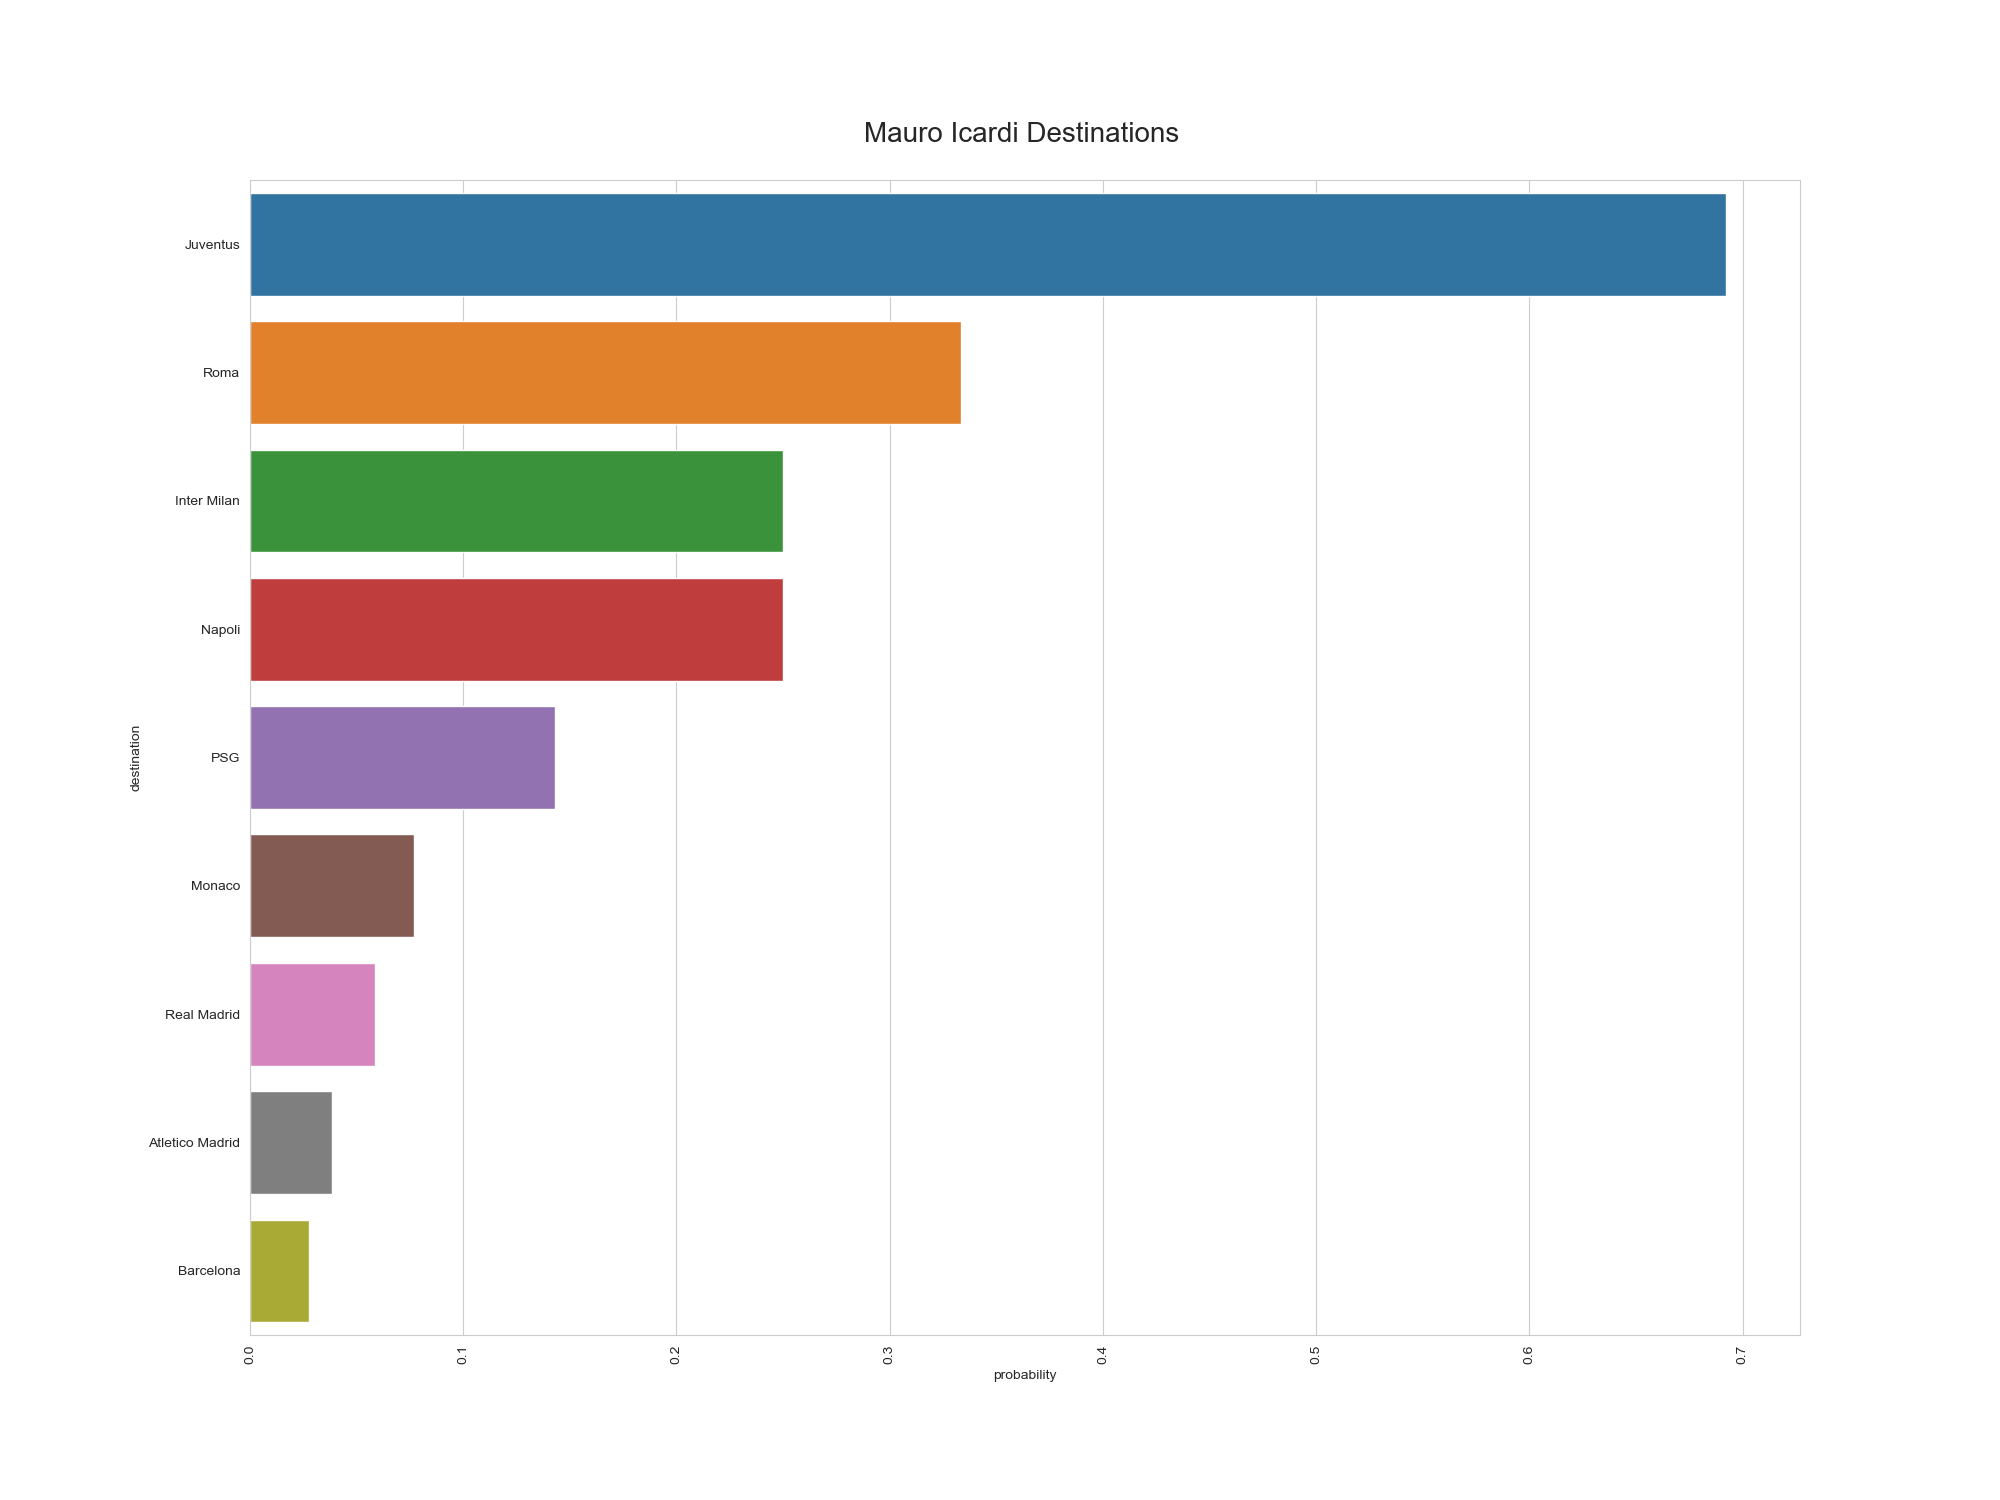 Mauro Icardi Destinations
Juventus
Roma
Inter Milan
Napoli
PSG
Monaco
Real Madrid
Atletico Madrid
Barcelona
destination
0.0
0.1
0.2
0.3
0.4
0.5
0.6
0.7
probability